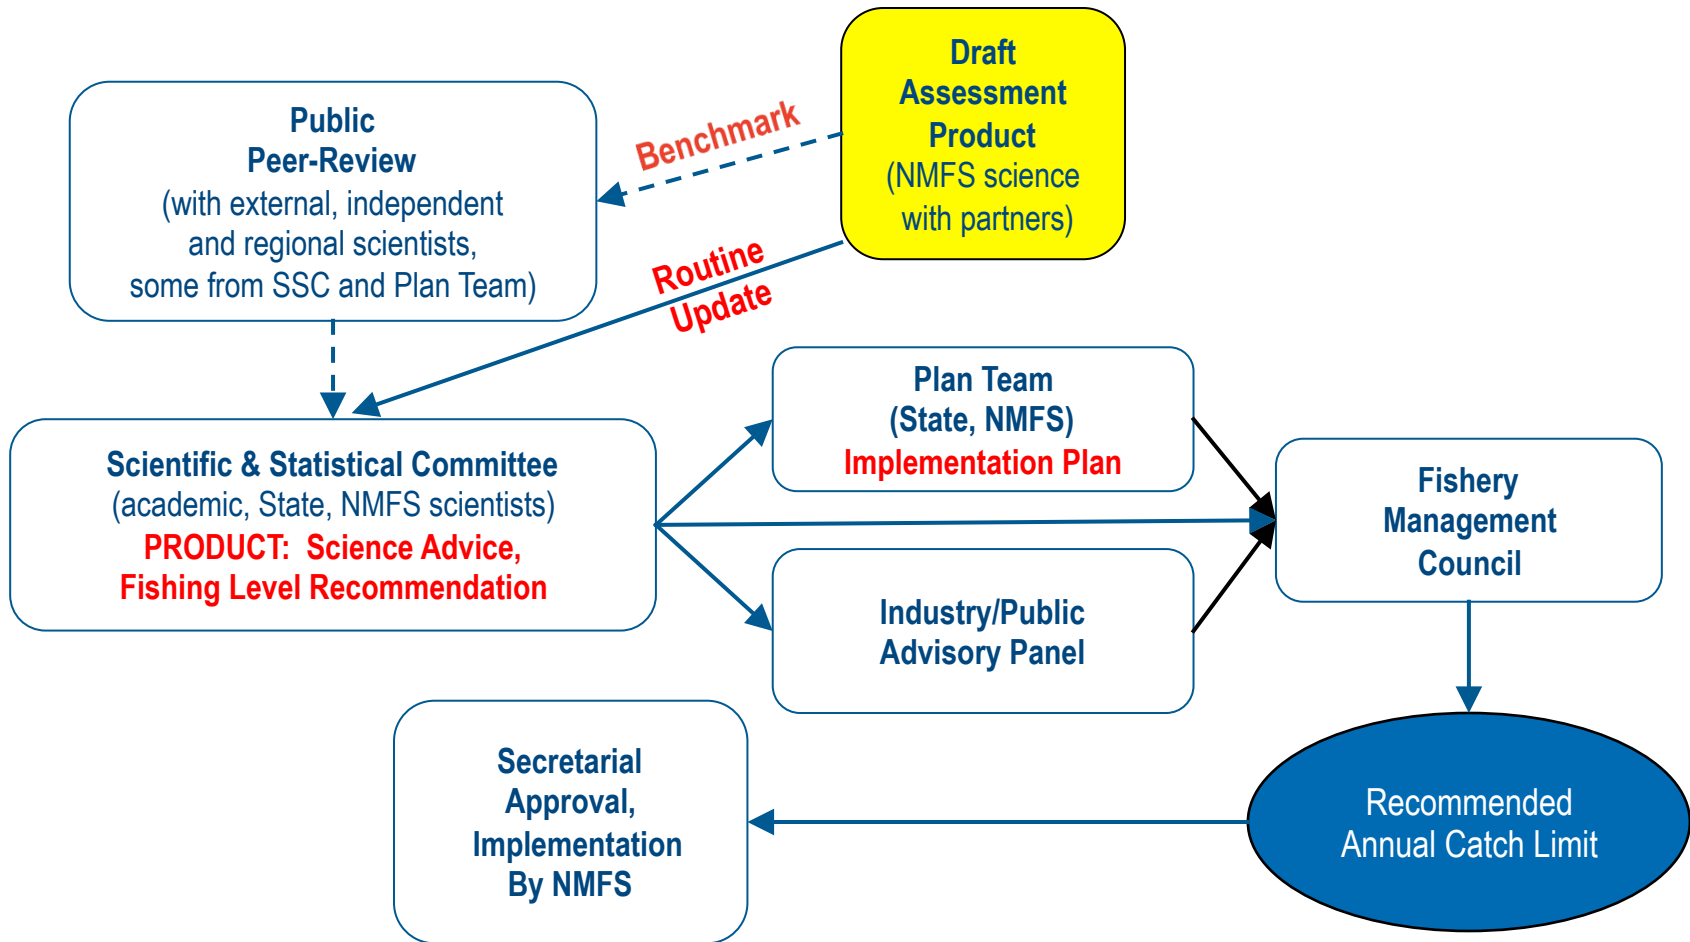 Draft
Assessment
Product
(NMFS science
with partners)
Benchmark
Public
Peer-Review
(with external, independent
and regional scientists,
some from SSC and Plan Team)
Routine
Update
Scientific & Statistical Committee
(academic, State, NMFS scientists)
PRODUCT: Science Advice,
Fishing Level Recommendation
Plan Team
(State, NMFS)
Implementation Plan
Industry/Public
Advisory Panel
Fishery
Management
Council
Recommended
Annual Catch Limit
Secretarial
Approval,
Implementation
By NMFS